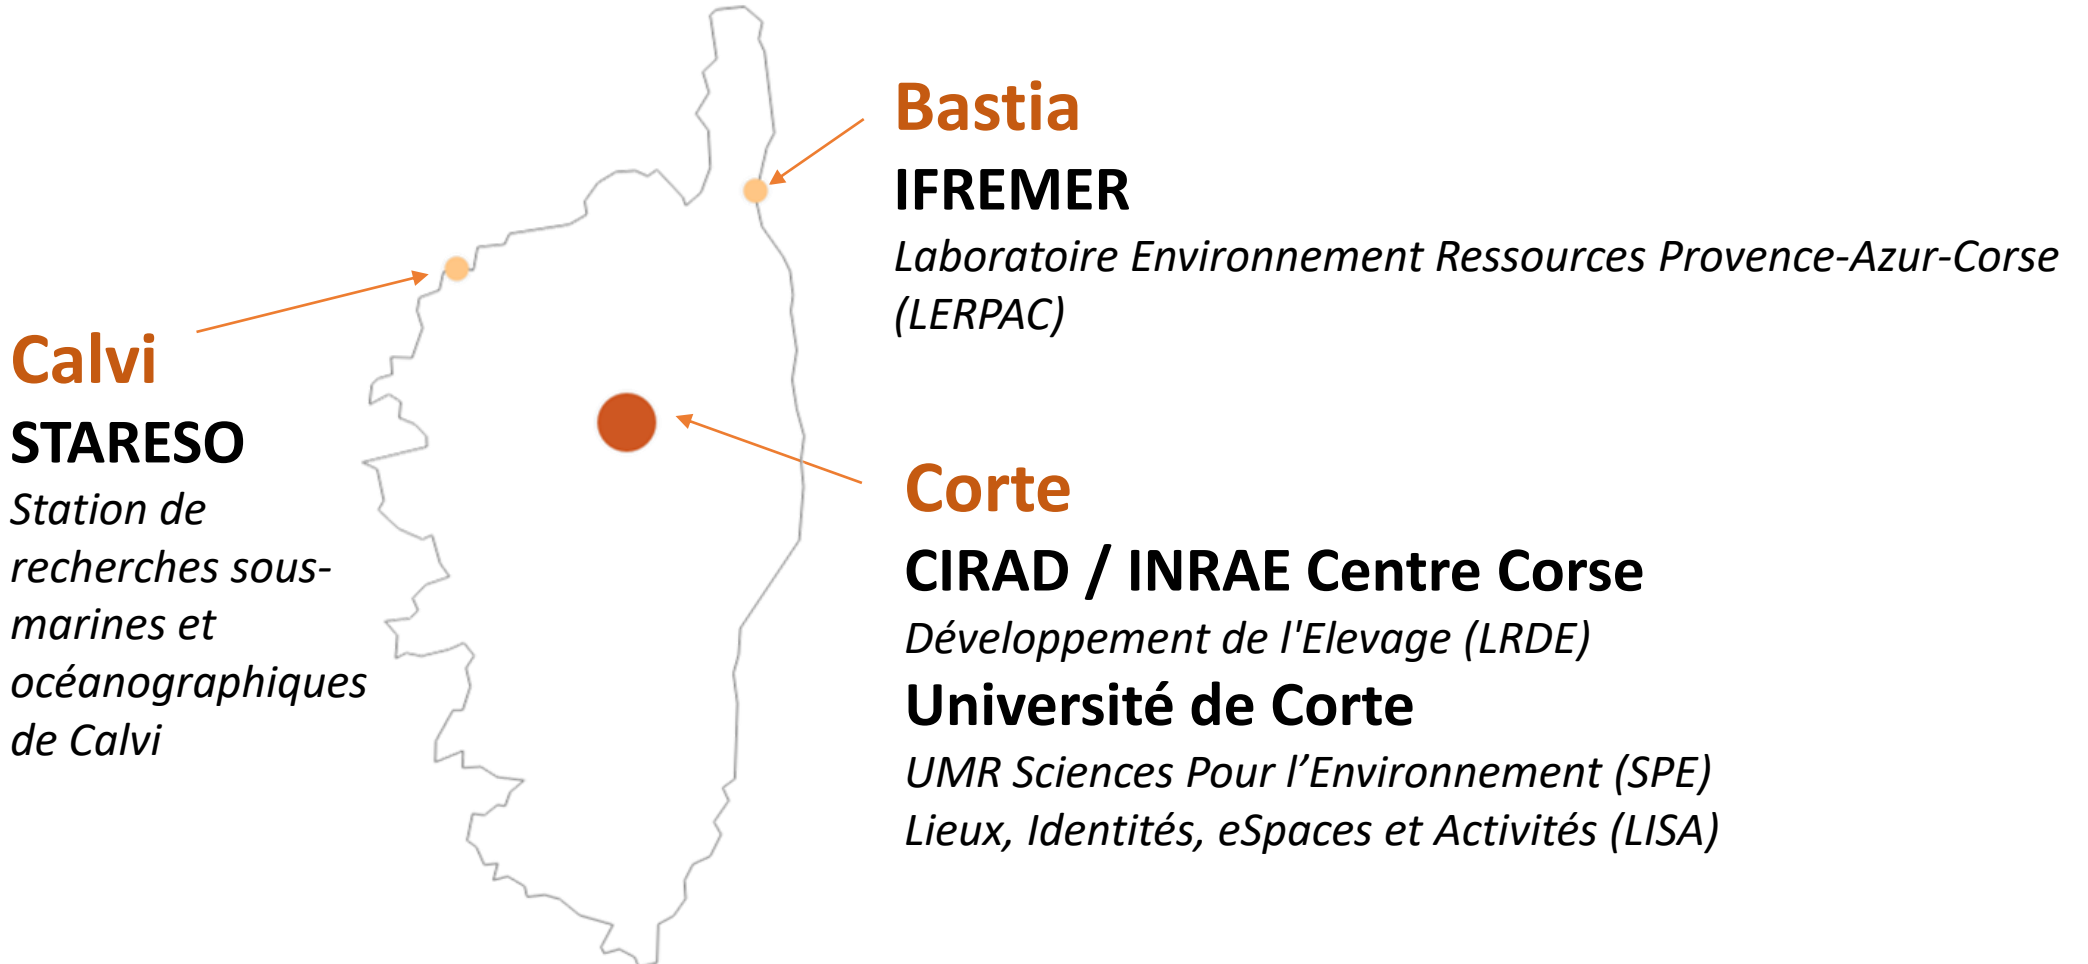 Bastia
IFREMER
Laboratoire Environnement Ressources Provence-Azur-Corse
(LERPAC)
Calvi
STARESO
Station de
recherches sous-
marines et
océanographiques
de Calvi
Corte
CIRAD / INRAE Centre Corse
Développement de l'Elevage (LRDE)
Université de Corte
UMR Sciences Pour l’Environnement (SPE)
Lieux, Identités, eSpaces et Activités (LISA)